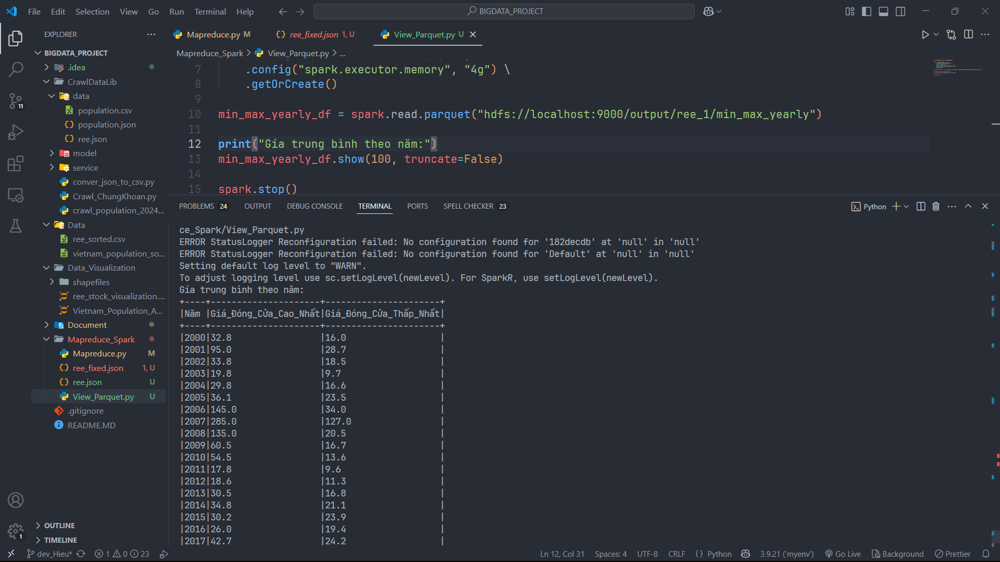 File Edit Selection View Go Run Terminal Help
BIGDATA_PROJECT
EXPLORER
BIGDATA_PROJECT
.idea
CrawlDataLib
data
population.csv
population.json
ree.json
model
service
conver_json_to_csv.py
Crawl_ChungKhoan.py
crawl_population_2024...
Data
ree_sorted.csv
vietnam_population_so...
Data_Visualization
shapefiles
ree_stock_visualization....
Vietnam_Population_A...
Document
Mapreduce_Spark
Mapreduce.py M
ree_fixed.json 1, U
ree.json U
View_Parquet.py U
.gitignore
README.MD
OUTLINE
TIMELINE
11
1
Mapreduce.py M
ree_fixed.json 1, U
View_Parquet.py U
Mapreduce_Spark > View_Parquet.py > ...
7 .config("spark.executor.memory", "4g") \
8 .getOrCreate()
9
10 min_max_yearly_df = spark.read.parquet("hdfs://localhost:9000/output/ree_1/min_max_yearly")
11
12 print("Gía trung bình theo năm:")
13 min_max_yearly_df.show(100, truncate=False)
14
15 spark.stop()
PROBLEMS 24 OUTPUT DEBUG CONSOLE TERMINAL PORTS SPELL CHECKER 23
Python
ce_Spark/View_Parquet.py
ERROR StatusLogger Reconfiguration failed: No configuration found for '182decdb' at 'null' in 'null'
ERROR StatusLogger Reconfiguration failed: No configuration found for 'Default' at 'null' in 'null'
Setting default log level to "WARN".
To adjust logging level use sc.setLogLevel(newLevel). For SparkR, use setLogLevel(newLevel).
Gía trung bình theo năm:
+----+---------------------+----------------------+
|Năm |Giá_Đóng_Cửa_Cao_Nhất|Giá_Đóng_Cửa_Thấp_Nhất|
+----+---------------------+----------------------+
|2000|32.8                 |16.0                  |
|2001|95.0                 |28.7                  |
|2002|33.8                 |18.5                  |
|2003|19.8                 |9.7                   |
|2004|29.8                 |16.6                  |
|2005|36.1                 |23.5                  |
|2006|145.0                |34.0                  |
|2007|285.0                |127.0                 |
|2008|135.0                |20.5                  |
|2009|60.5                 |16.7                  |
|2010|54.5                 |13.6                  |
|2011|17.8                 |9.6                   |
|2012|18.6                 |11.3                  |
|2013|30.5                 |16.8                  |
|2014|34.8                 |21.1                  |
|2015|30.2                 |23.9                  |
|2016|26.0                 |19.4                  |
|2017|42.7                 |24.2                  |
dev_Hieu* 1 0 23 Ln 12, Col 31 Spaces: 4 UTF-8 CRLF {} Python 3.9.21 ('myenv') Go Live Background Prettier